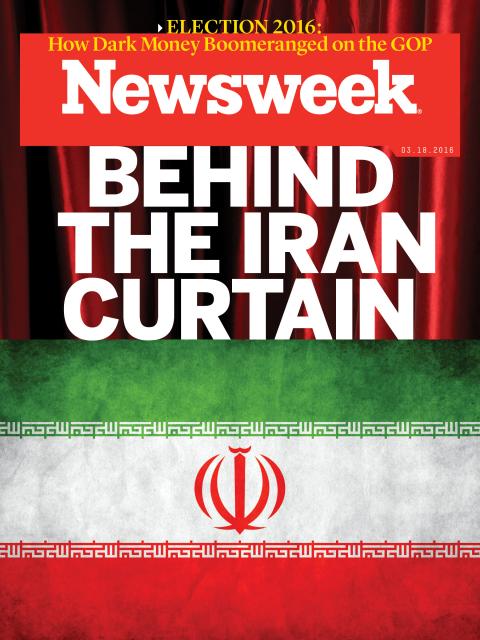 ELECTION 2016:
How Dark Money Boomeranged on the GOP
Newsweek®
03.18.2016
BEHIND
THE IRAN
CURTAIN